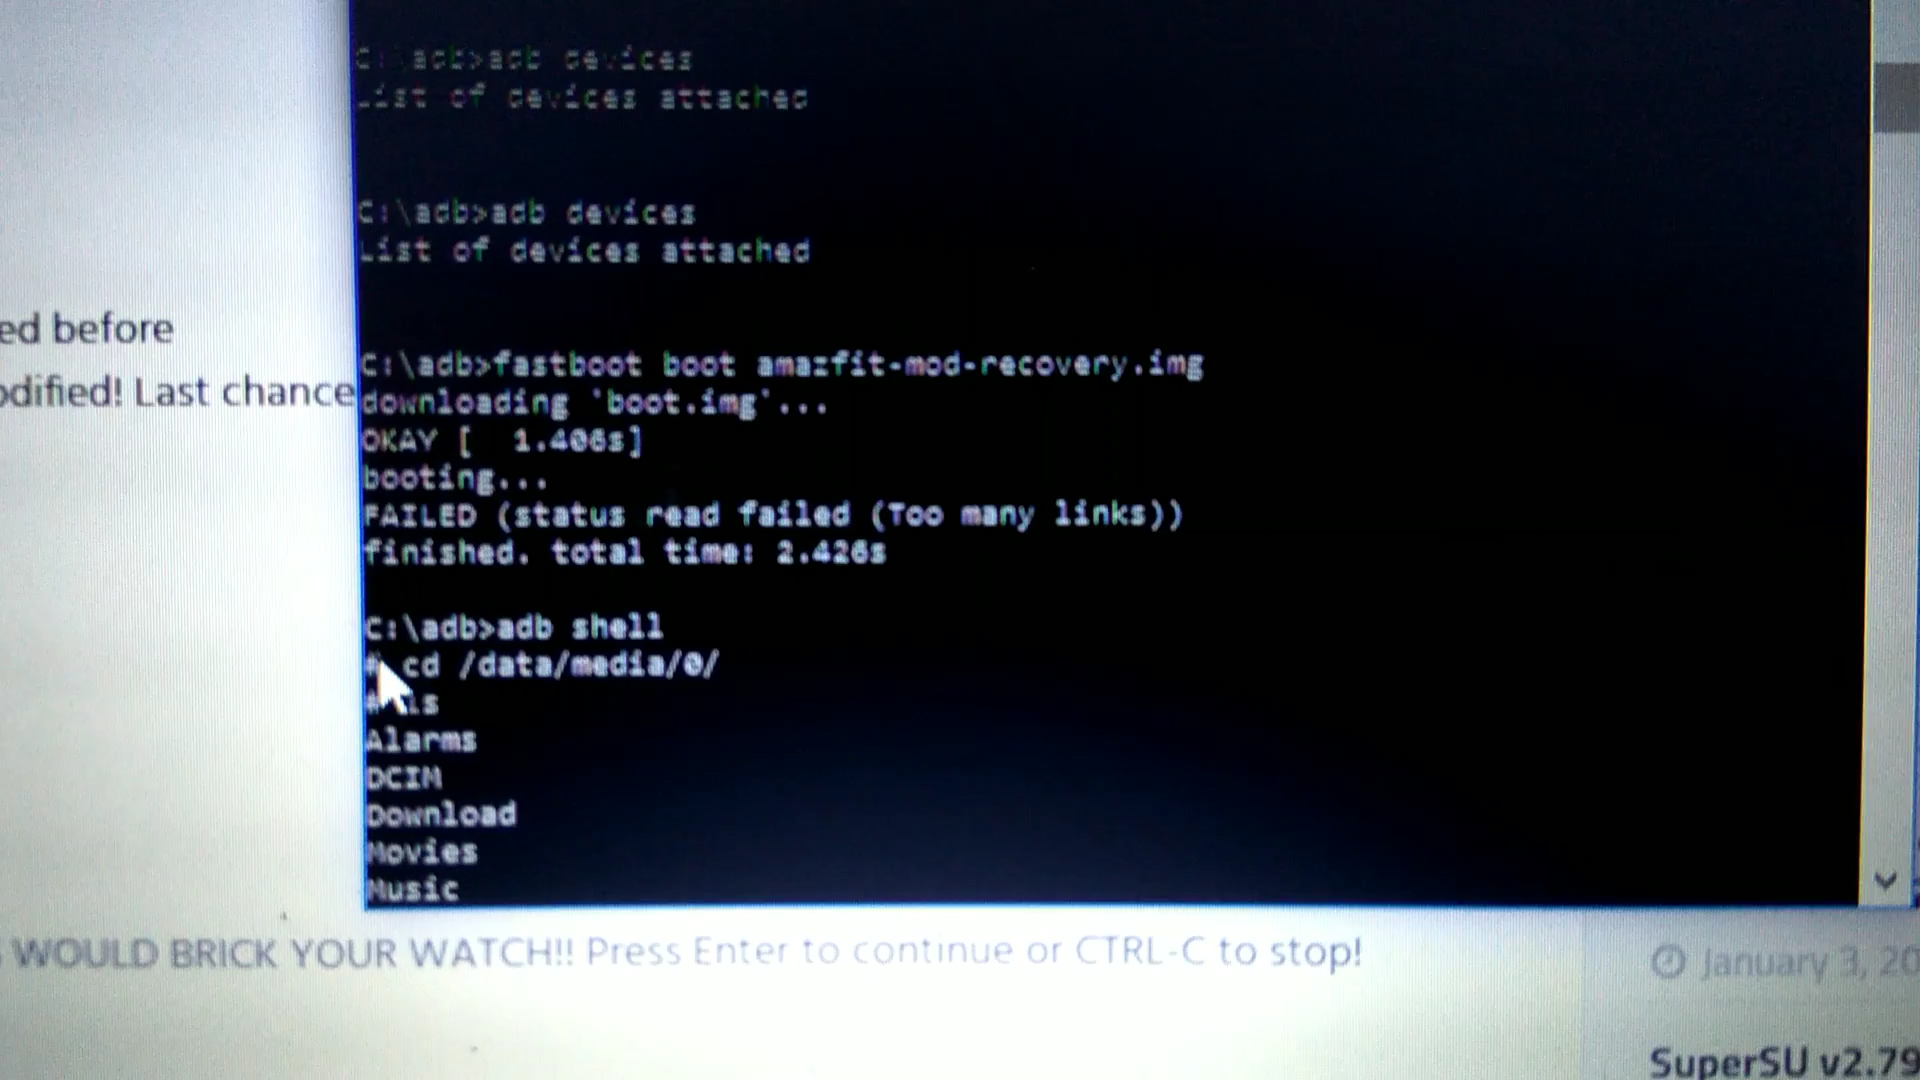 C:\adb>adb devices
List of devices attached
C:\adb>adb devices
List of devices attached
ed before
odified! Last chance
C:\adb>fastboot boot amazfit-mod-recovery.img
downloading 'boot.img'...
OKAY [  1.406s]
booting...
FAILED (status read failed (Too many links))
finished. total time: 2.426s
C:\adb>adb shell
# cd /data/media/0/
# ls
Alarms
DCIM
Download
Movies
Music
WOULD BRICK YOUR WATCH!! Press Enter to continue or CTRL-C to stop!
January 3, 20
SuperSU v2.79